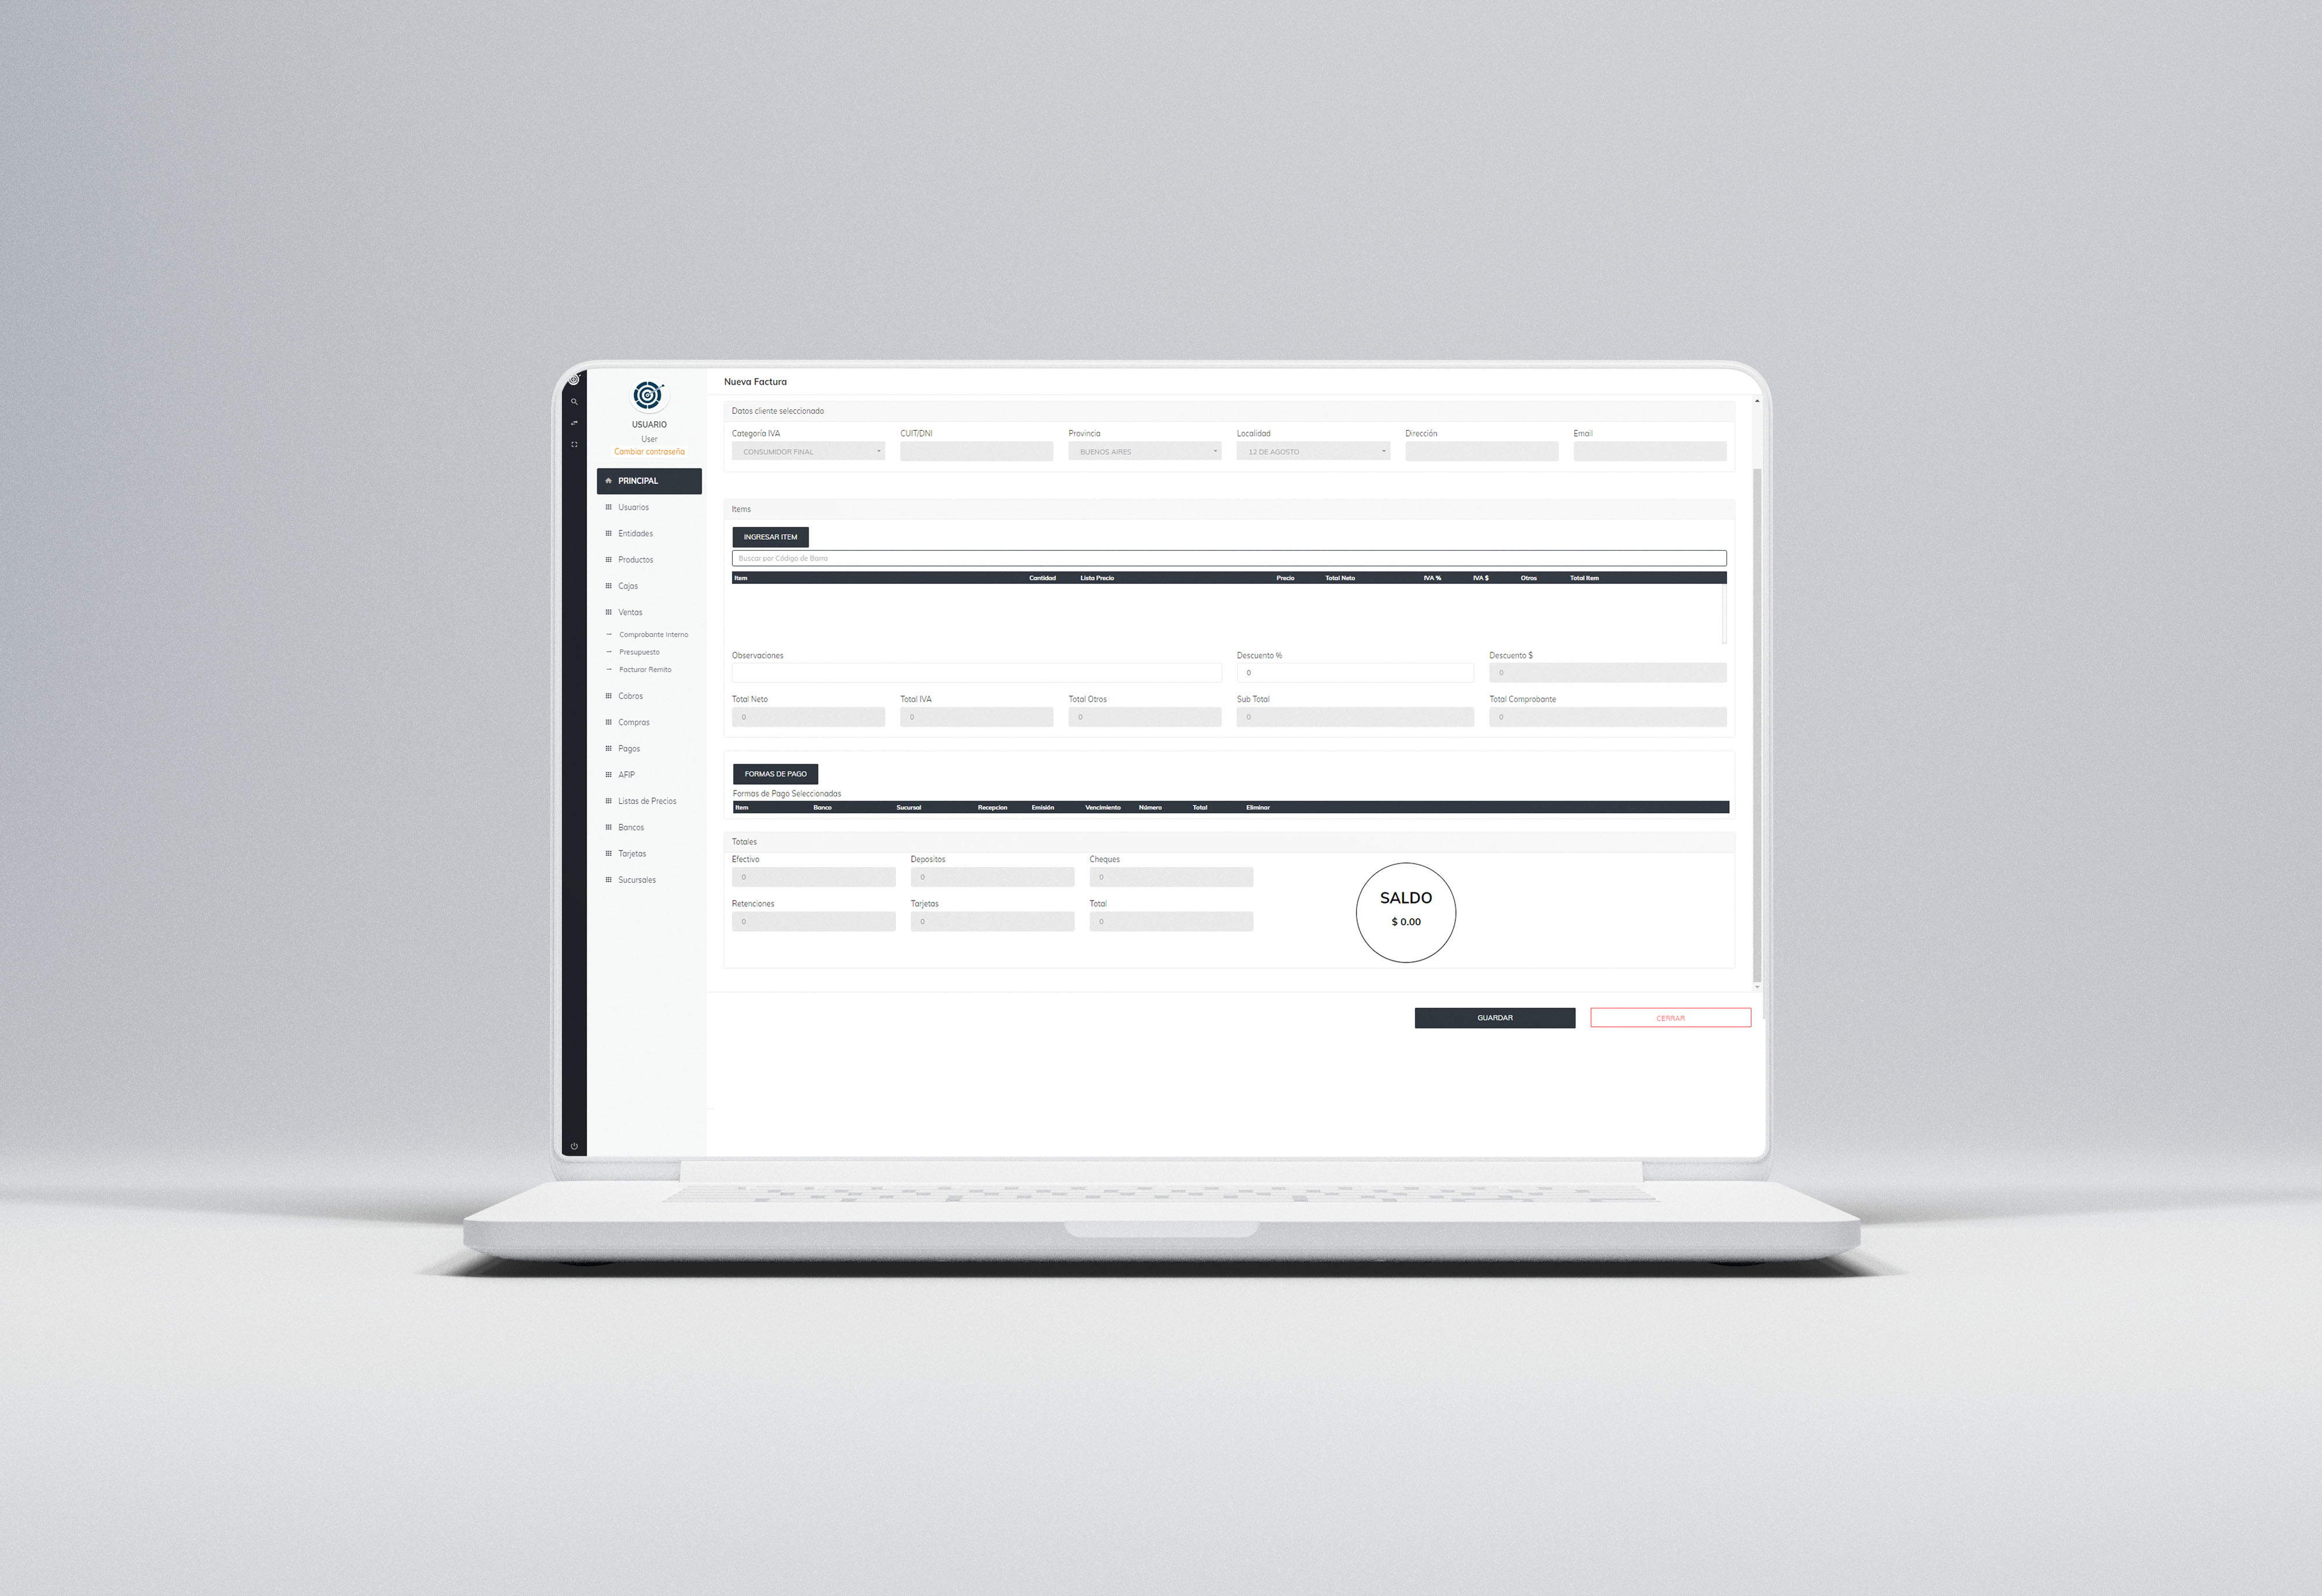 USUARIO
User
Cambiar contraseña
PRINCIPAL
Usuarios
Entidades
Productos
Cajas
Ventas
Comprobante Interno
Presupuesto
Facturar Remito
Cobros
Compras
Pagos
AFIP
Listas de Precios
Bancos
Tarjetas
Sucursales
Nueva Factura
Datos cliente seleccionado
Categoría IVA CUIT/DNI Provincia Localidad Dirección Email
CONSUMIDOR FINAL BUENOS AIRES 12 DE AGOSTO
Items
INGRESAR ITEM
Buscar por Código de Barra
Item Cantidad Lista Precio Precio Total Neto IVA % IVA $ Otros Total Item
Observaciones Descuento % Descuento $
0 0
Total Neto Total IVA Total Otros Sub Total Total Comprobante
0 0 0 0 0
FORMAS DE PAGO
Formas de Pago Seleccionadas
Item Banco Sucursal Recepcion Emisión Vencimiento Número Total Eliminar
Totales
Efectivo Depositos Cheques
0 0 0
Retenciones Tarjetas Total
0 0 0
SALDO
$ 0.00
GUARDAR CERRAR